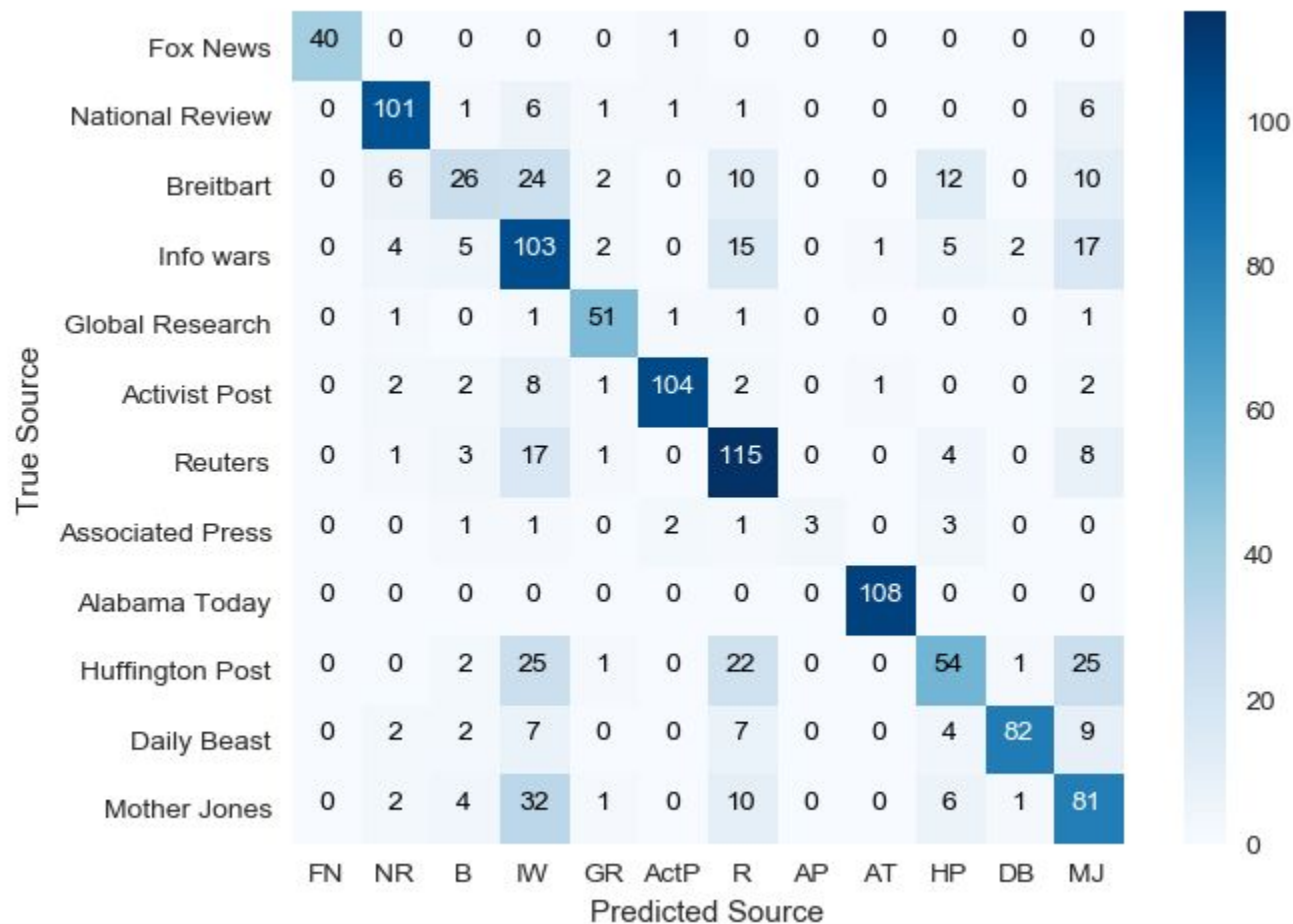 Fox News 40 0 0 0 0 1 0 0 0 0 0 0
National Review 0 101 1 6 1 1 1 0 0 0 0 6
Breitbart 0 6 26 24 2 0 10 0 0 12 0 10
Info wars 0 4 5 103 2 0 15 0 1 5 2 17
Global Research 0 1 0 1 51 1 1 0 0 0 0 1
Activist Post 0 2 2 8 1 104 2 0 1 0 0 2
Reuters 0 1 3 17 1 0 115 0 0 4 0 8
Associated Press 0 0 1 1 0 2 1 3 0 3 0 0
Alabama Today 0 0 0 0 0 0 0 0 108 0 0 0
Huffington Post 0 0 2 25 1 0 22 0 0 54 1 25
Daily Beast 0 2 2 7 0 0 7 0 0 4 82 9
Mother Jones 0 2 4 32 1 0 10 0 0 6 1 81
FN NR B IW GR ActP R AP AT HP DB MJ
Predicted Source
True Source
100
80
60
40
20
0